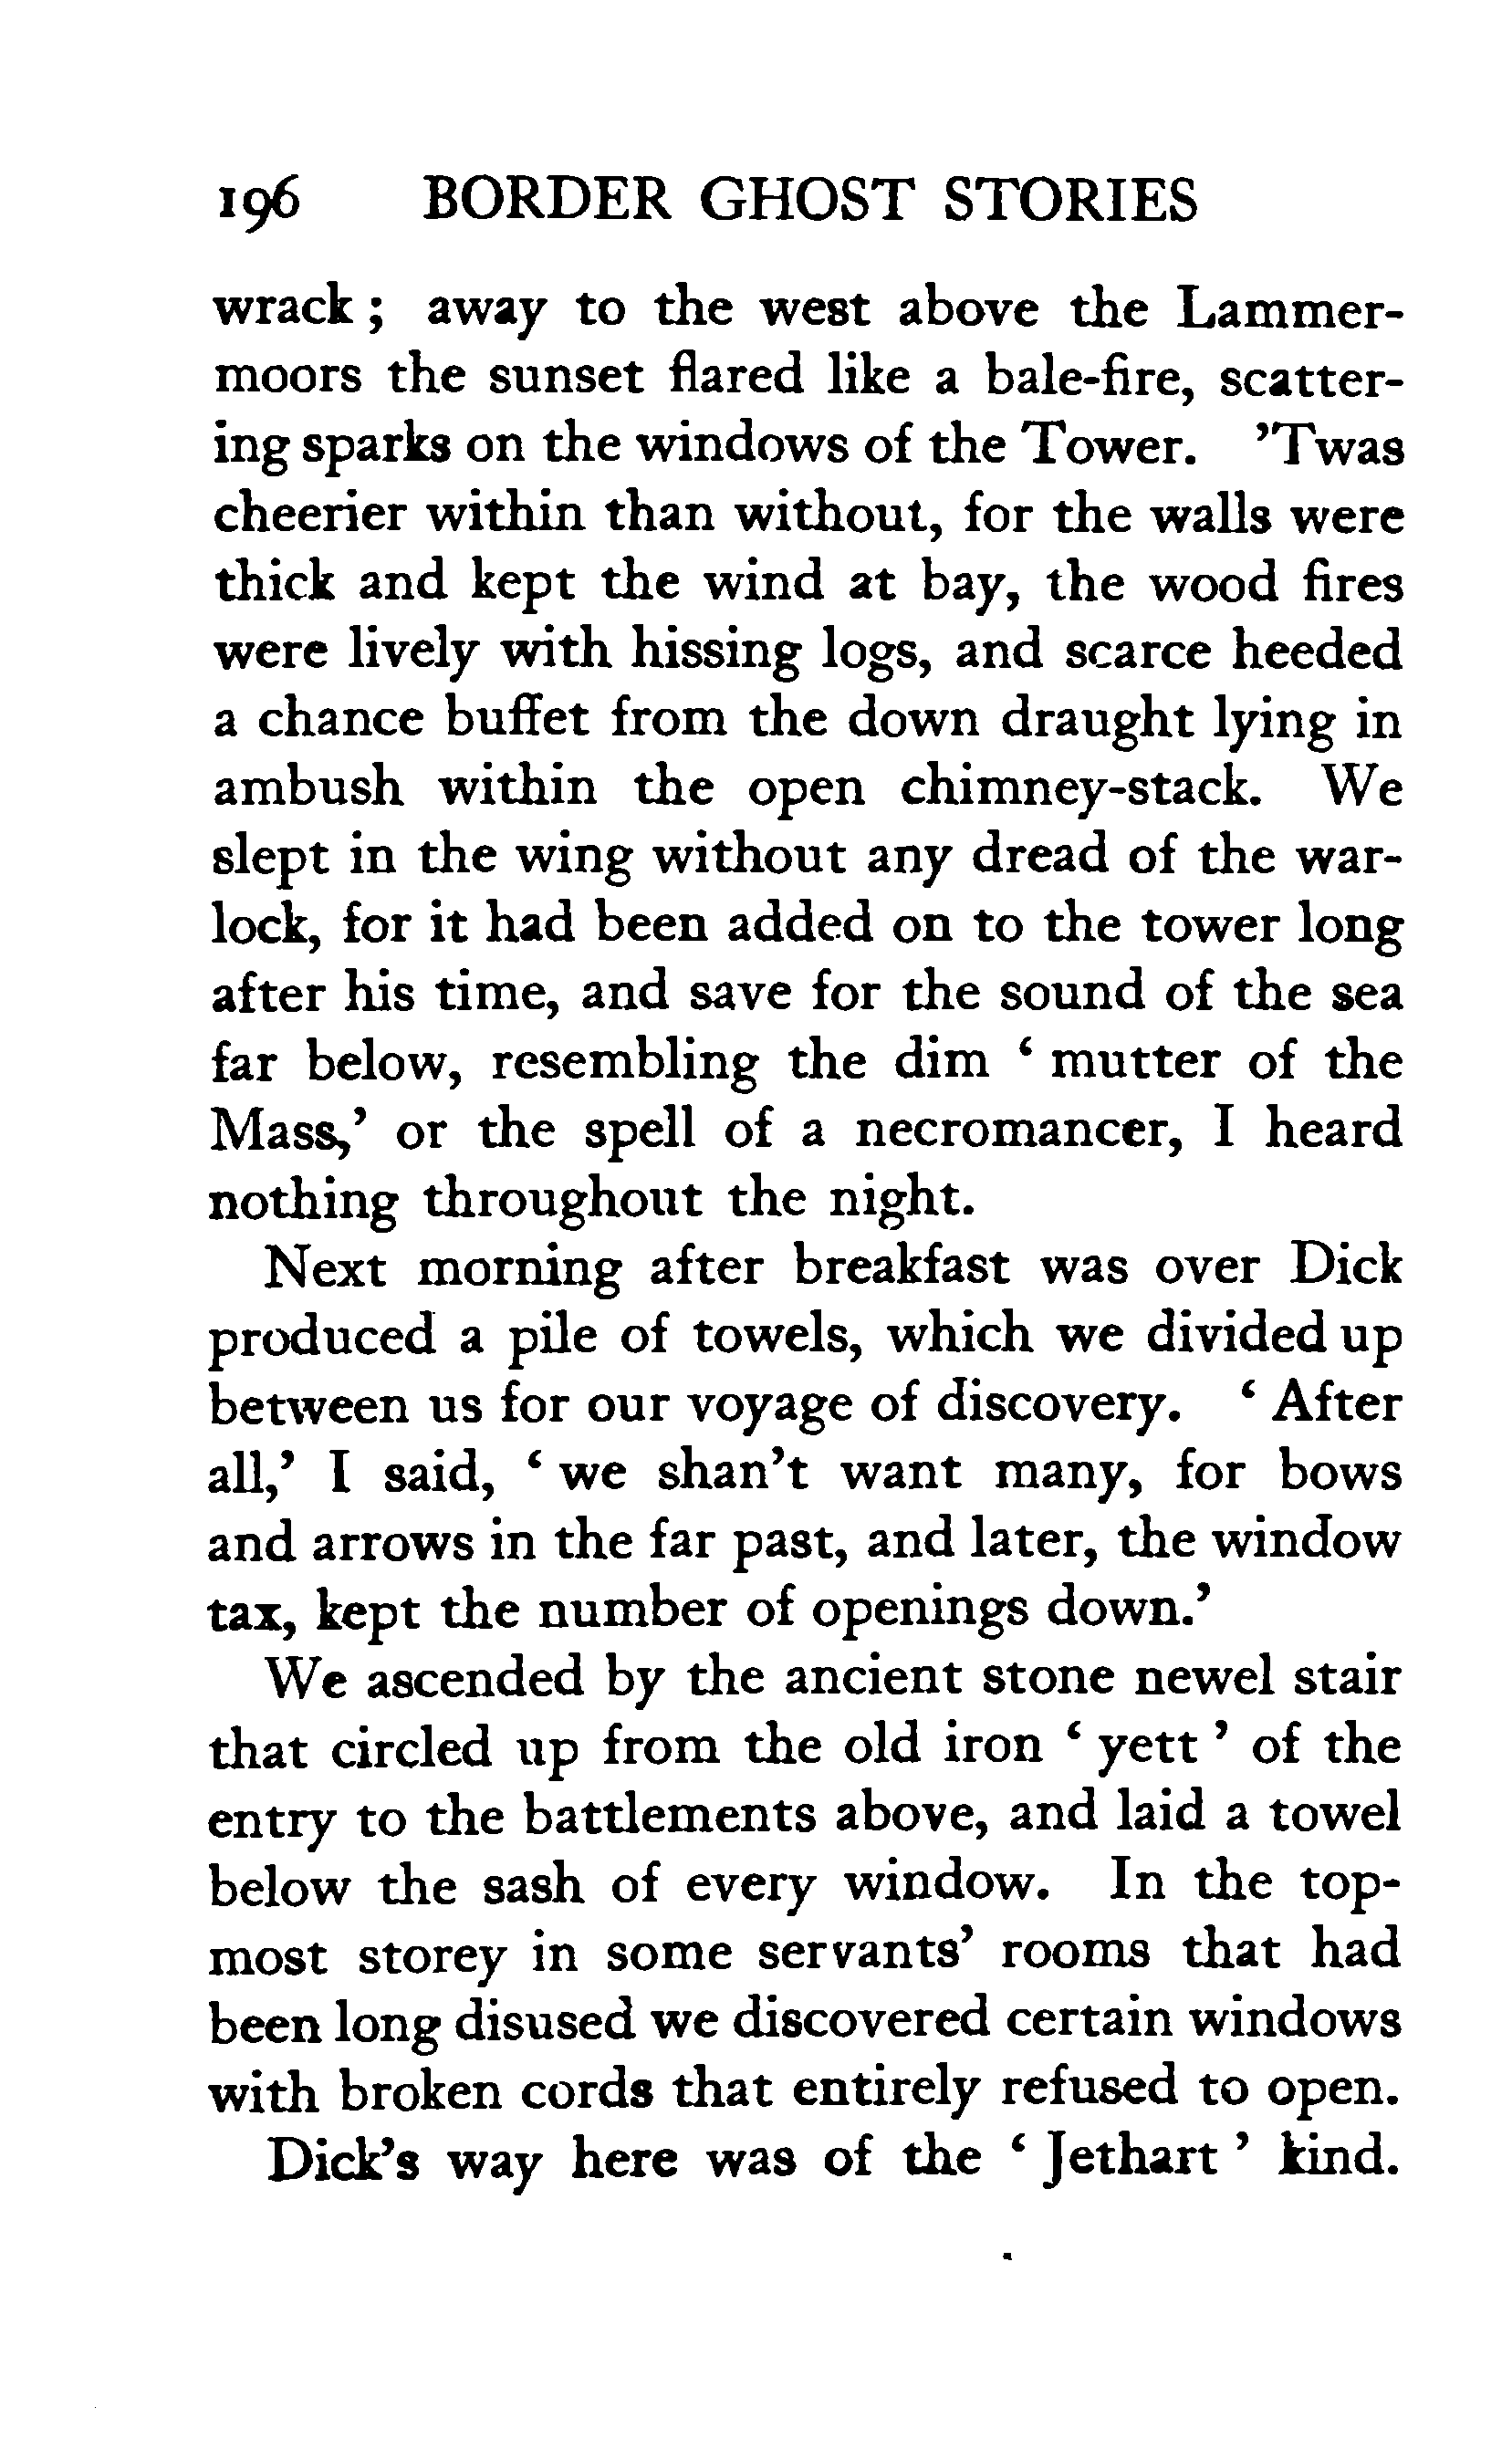 196 BORDER GHOST STORIES
wrack ; away to the west above the Lammer-
moors the sunset flared like a bale-fire, scatter-
ing sparks on the windows of the Tower. ’Twas
cheerier within than without, for the walls were
thick and kept the wind at bay, the wood fires
were lively with hissing logs, and scarce heeded
a chance buffet from the down draught lying in
ambush within the open chimney-stack. We
slept in the wing without any dread of the war-
lock, for it had been added on to the tower long
after his time, and save for the sound of the sea
far below, resembling the dim ‘ mutter of the
Mass,’ or the spell of a necromancer, I heard
nothing throughout the night.
Next morning after breakfast was over Dick
produced a pile of towels, which we divided up
between us for our voyage of discovery. ‘ After
all,’ I said, ‘ we shan’t want many, for bows
and arrows in the far past, and later, the window
tax, kept the number of openings down.’
We ascended by the ancient stone newel stair
that circled up from the old iron ‘ yett ’ of the
entry to the battlements above, and laid a towel
below the sash of every window. In the top-
most storey in some servants’ rooms that had
been long disused we discovered certain windows
with broken cords that entirely refused to open.
Dick’s way here was of the ‘ Jethart ’ kind.